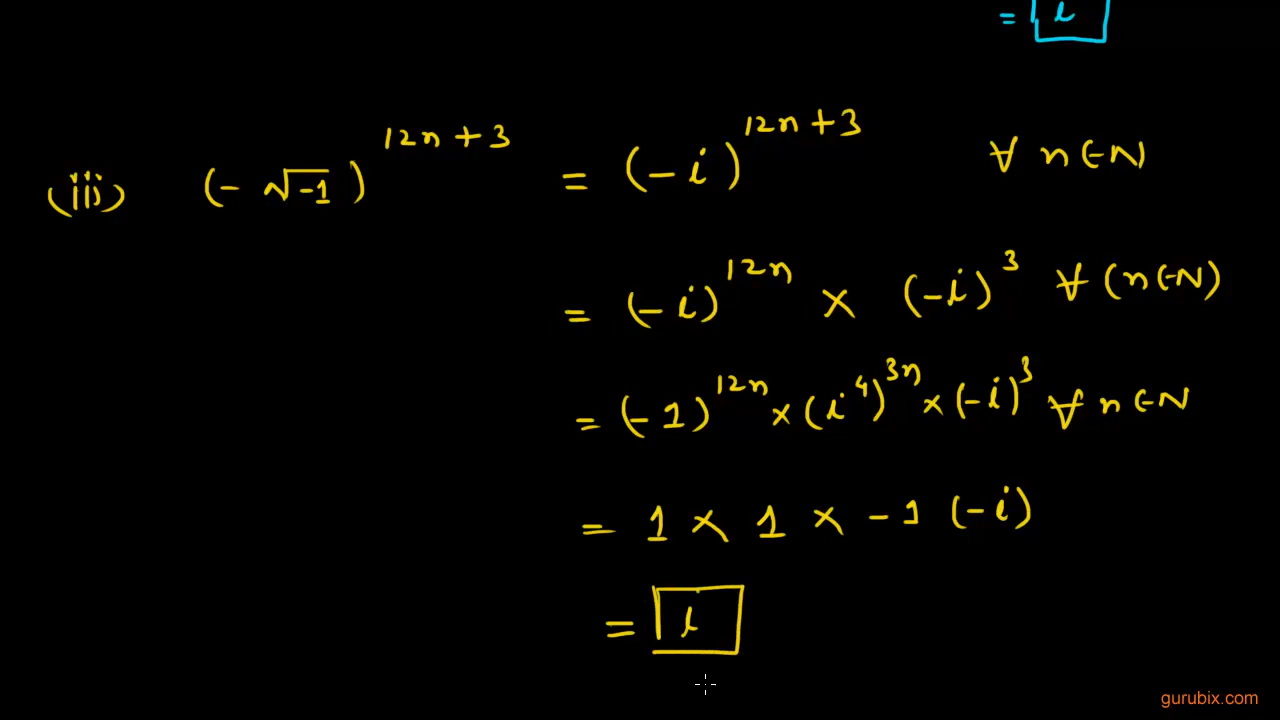 = i
(iii) (- √-1)^(12n+3) = (-i)^(12n+3) ∀ n∈N
= (-i)^(12n) × (-i)^3 ∀ (n∈N)
= (-1)^(12n) × (i^4)^(3n) × (-i)^3 ∀ n∈N
= 1 × 1 × -1 (-i)
= i
gurubix.com